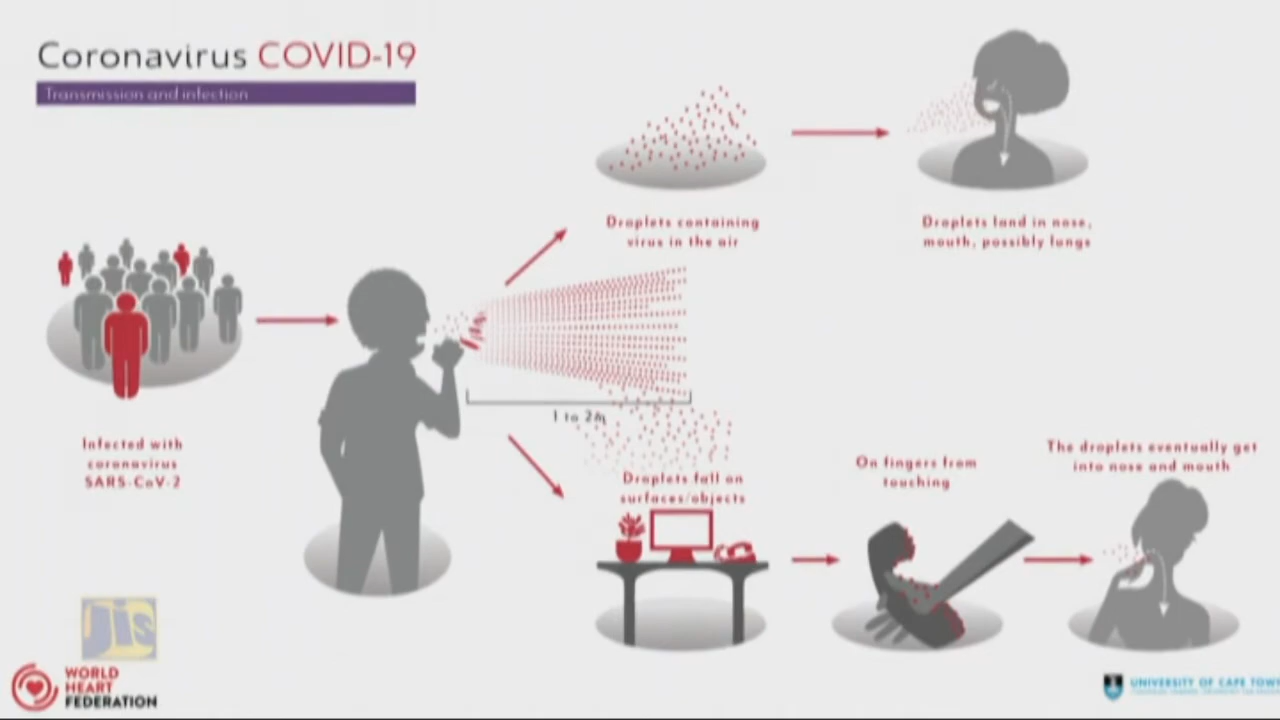 Coronavirus COVID-19
Transmission and infection
Droplets containing
virus in the air
Droplets land in nose,
mouth, possibly lungs
Infected with
coronavirus
SARS-CoV-2
1 to 2m
Droplets fall on
surfaces/objects
On fingers from
touching
The droplets eventually get
into nose and mouth
Jis
WORLD
HEART
FEDERATION
UNIVERSITY OF CAPE TOWN